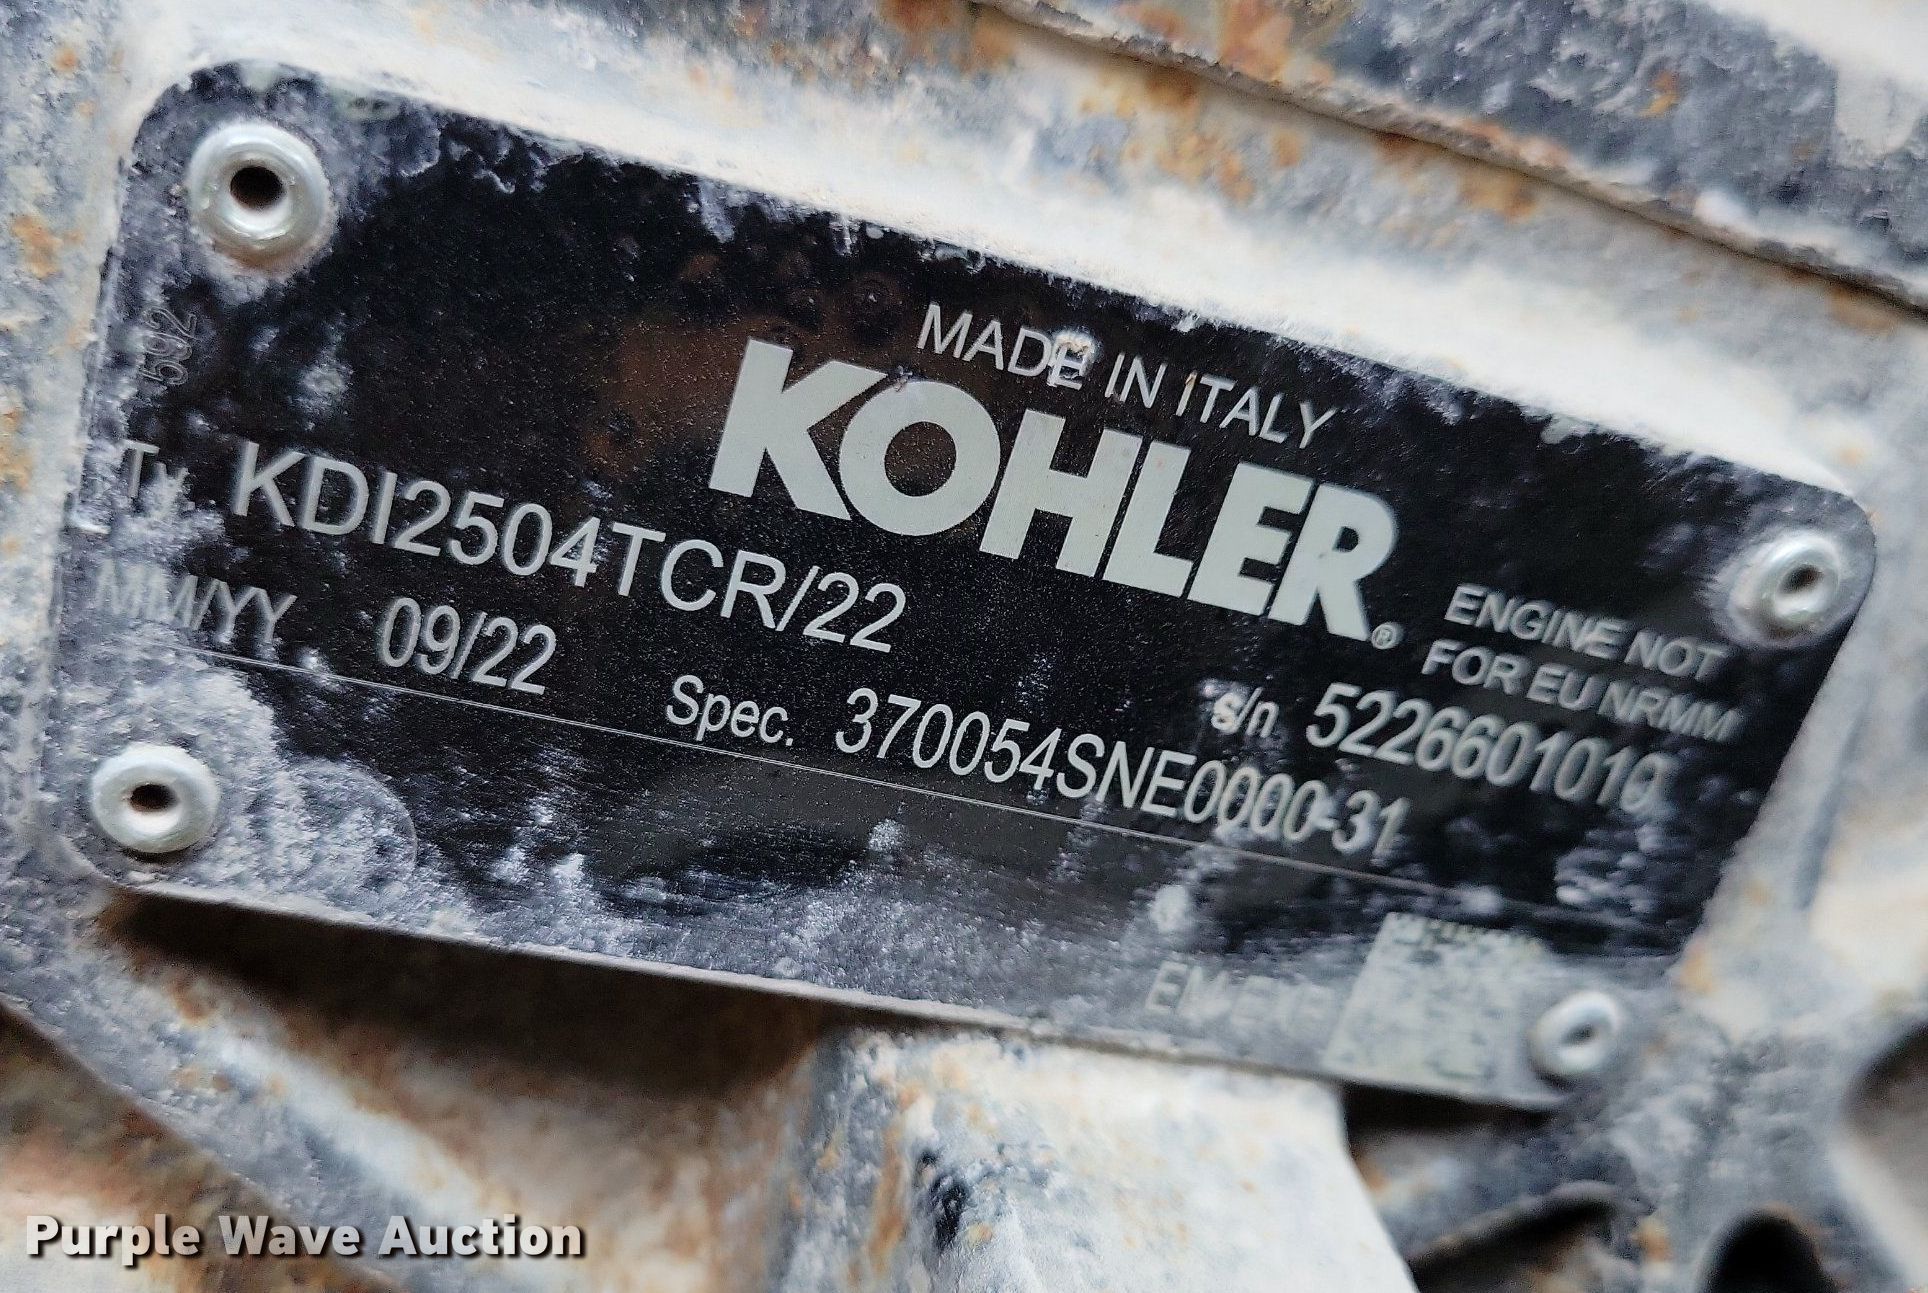 MADE IN ITALY
KOHLER®
592
KDI2504TCR/22
MM/YY 09/22
ENGINE NOT
FOR EU NRMM
Spec. 370054SNE0000-31
s/n 5226601010
Purple Wave Auction